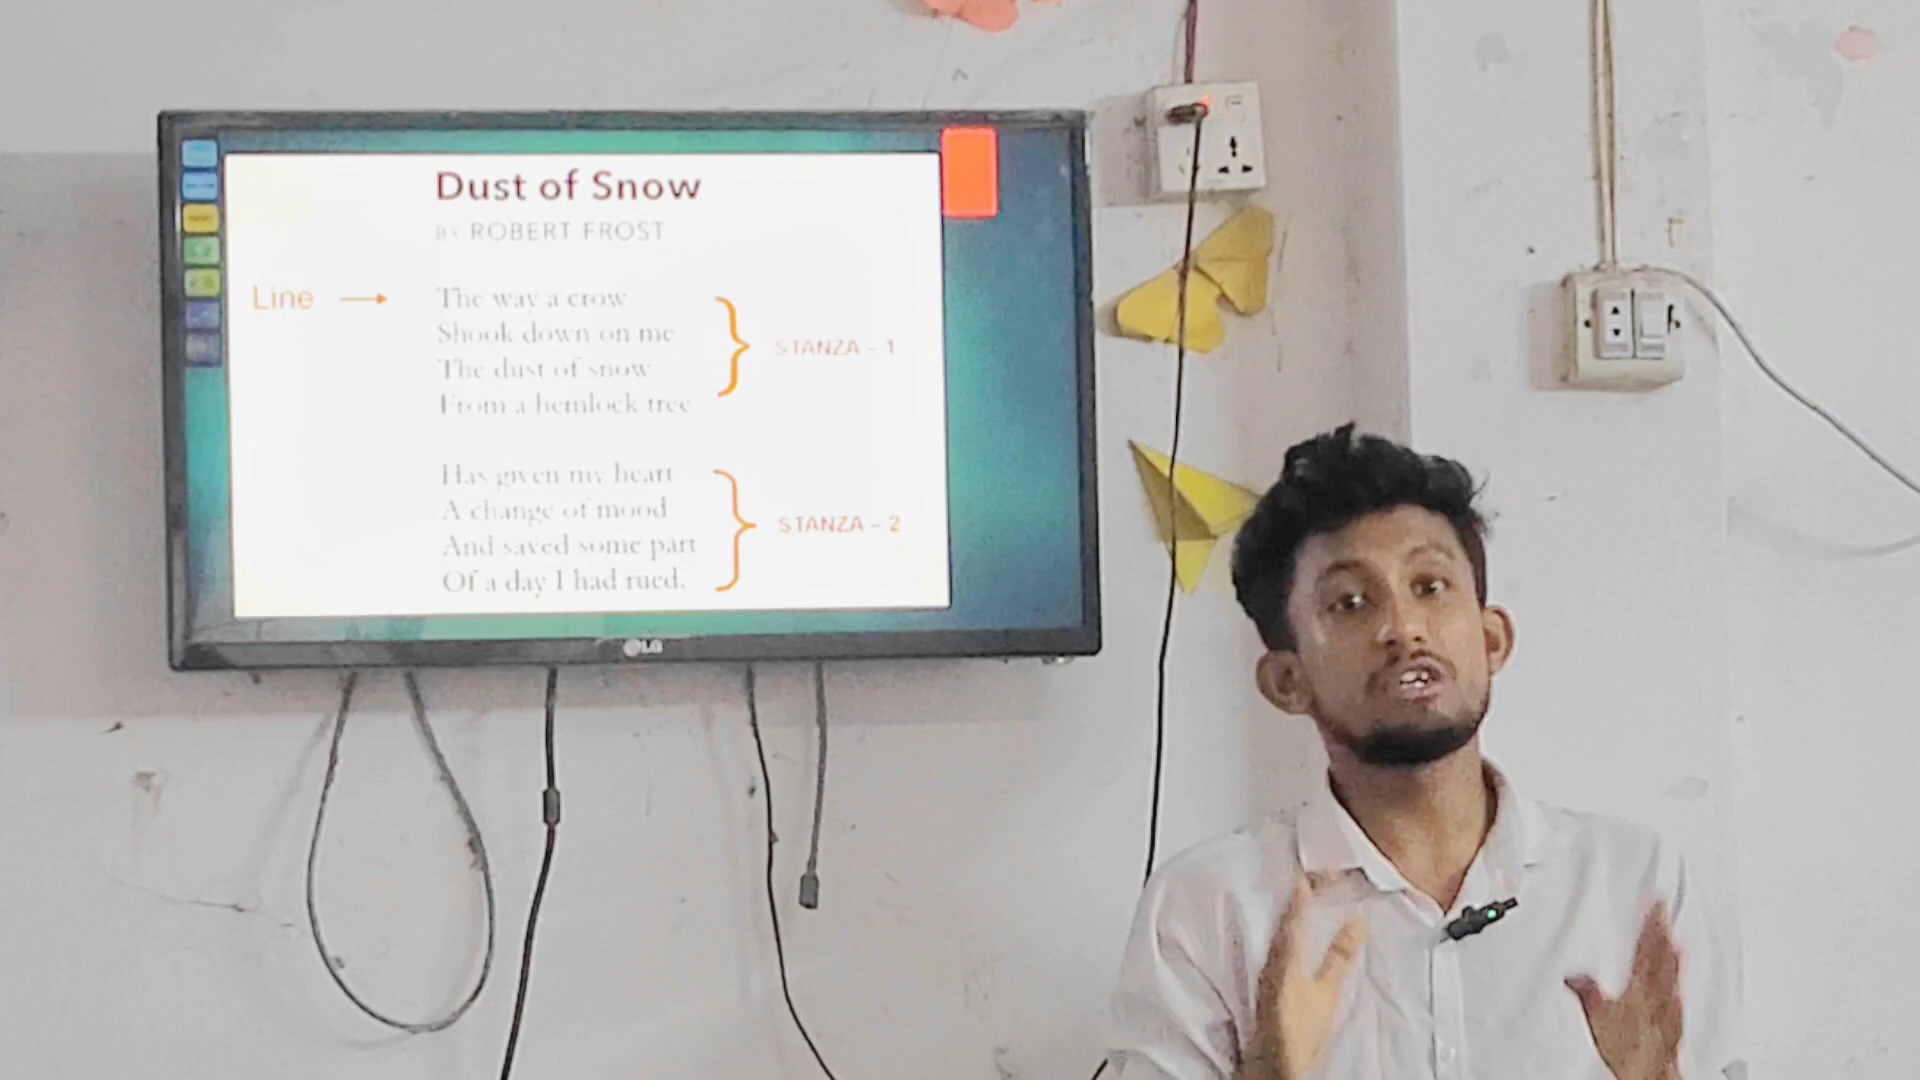 Dust of Snow
BY ROBERT FROST
Line
The way a crow
Shook down on me
The dust of snow
From a hemlock tree
STANZA – 1
Has given my heart
A change of mood
And saved some part
Of a day I had rued.
STANZA – 2
LG